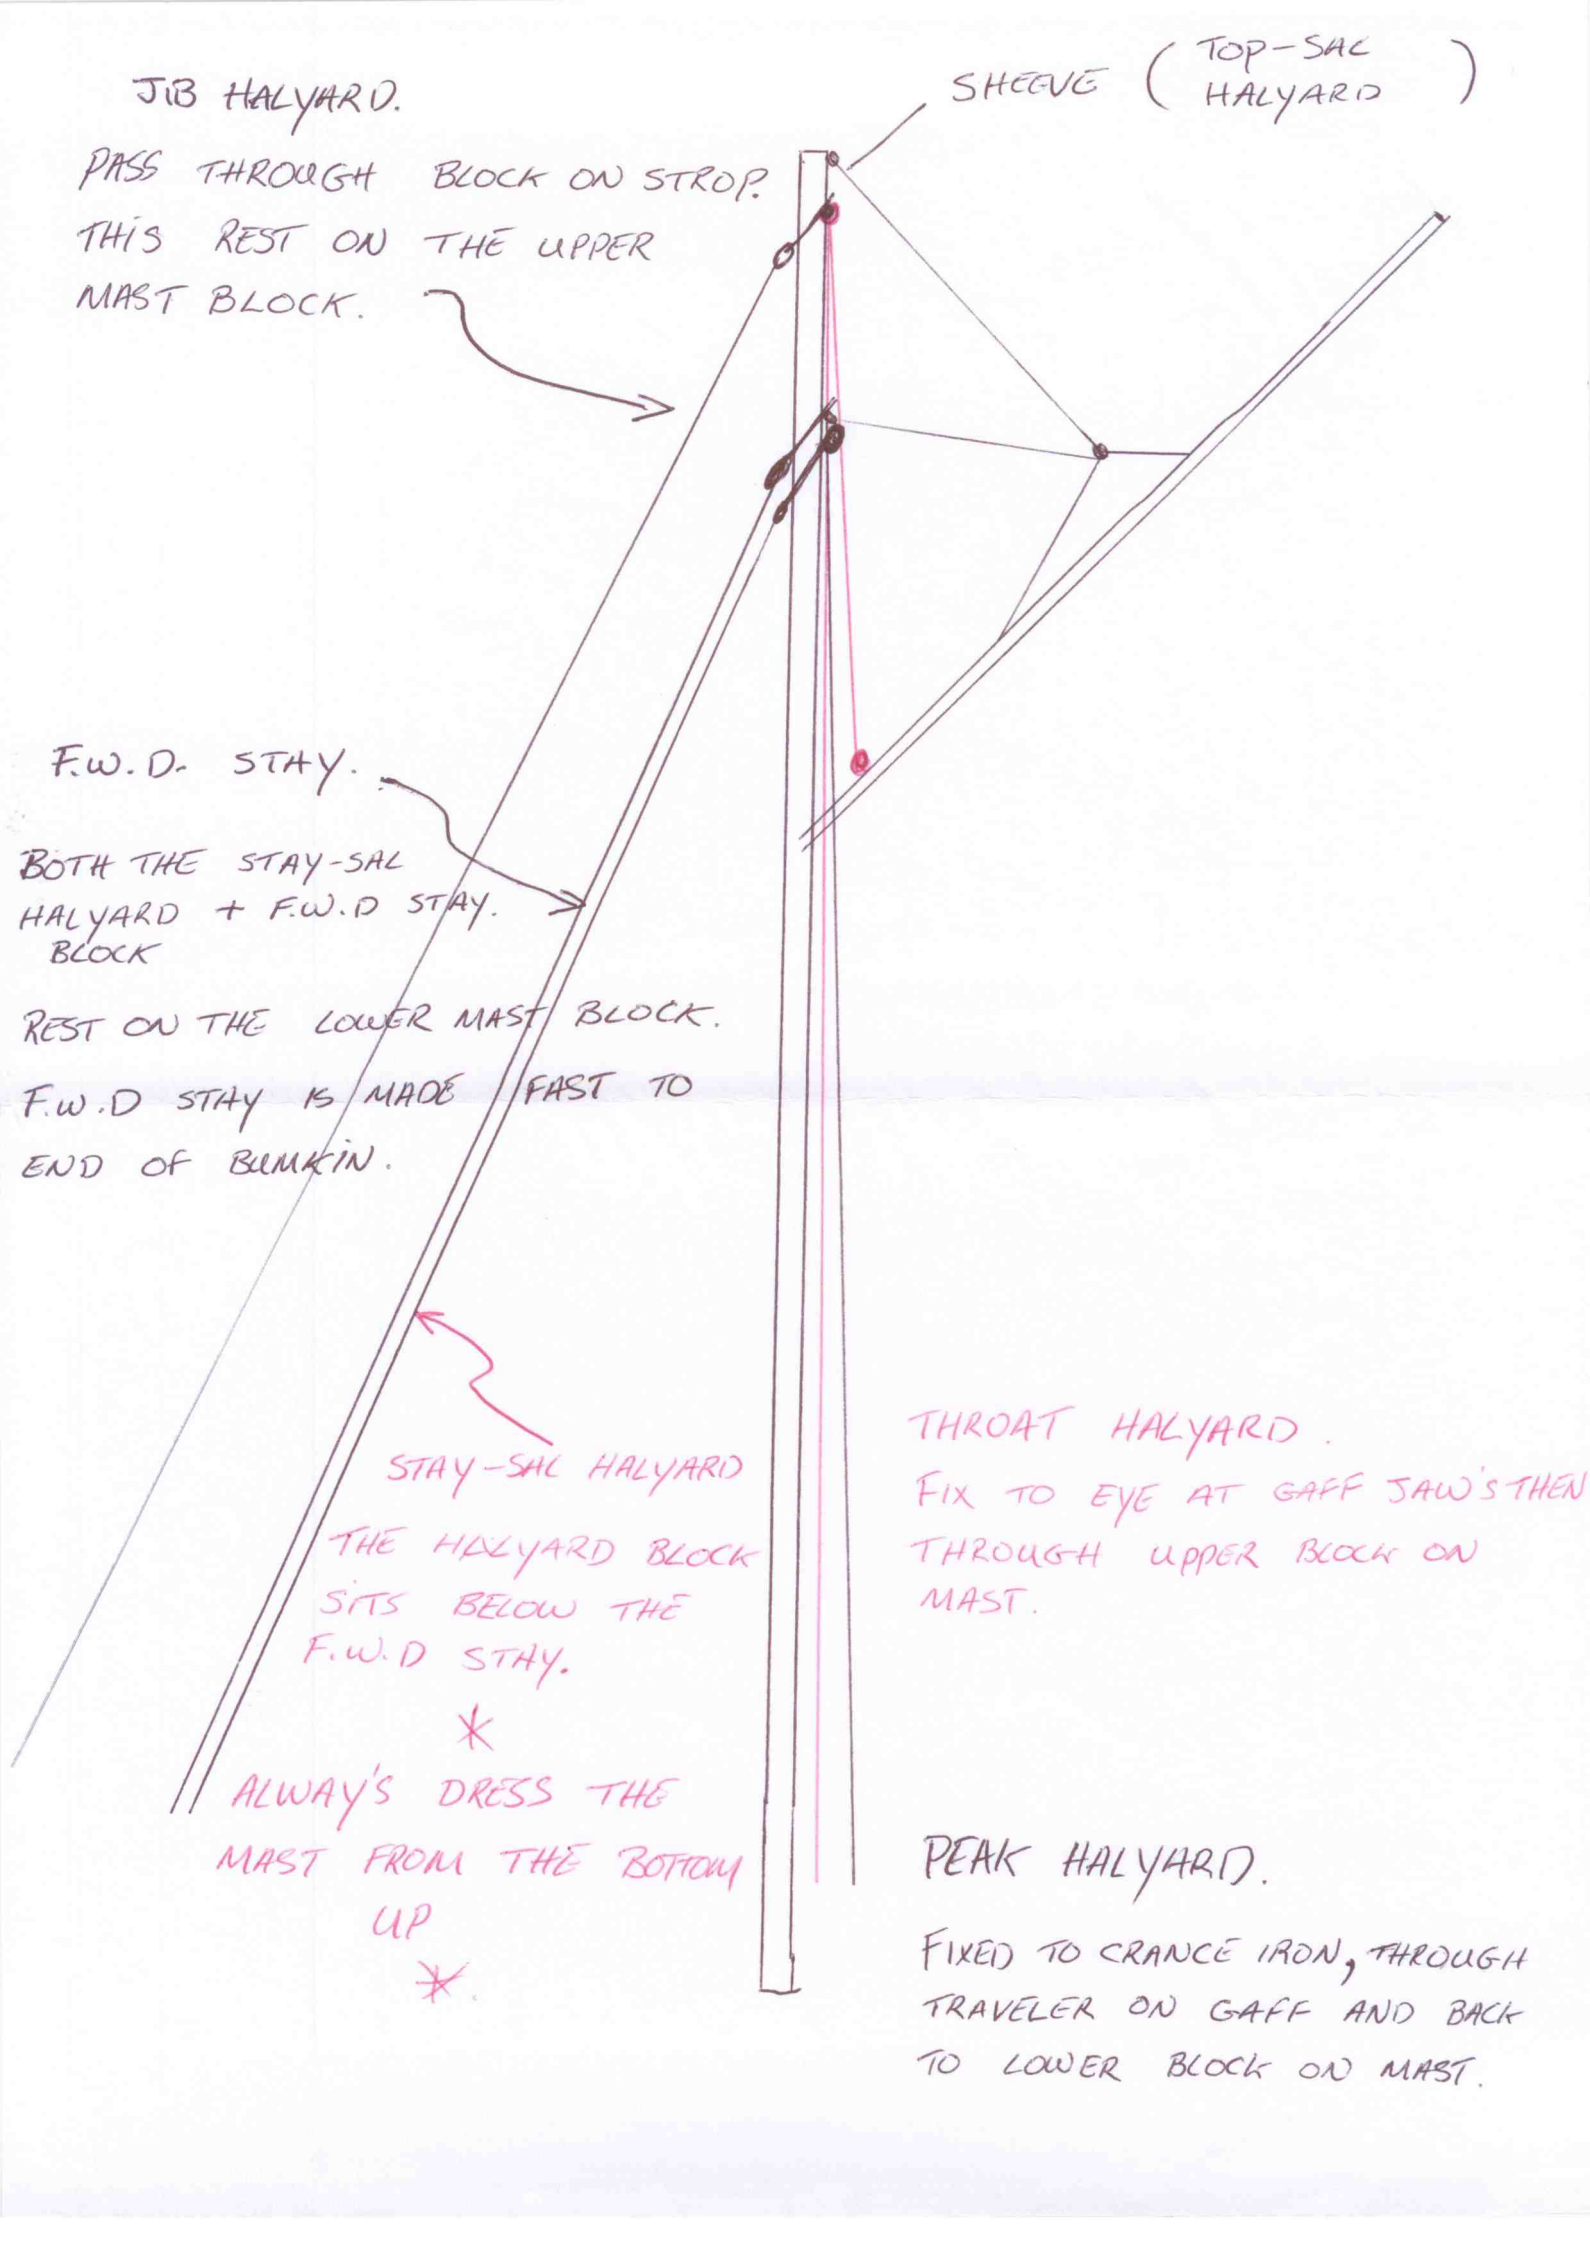 JIB HALYARD.
PASS THROUGH BLOCK ON STROP.
THIS REST ON THE UPPER
MAST BLOCK.
SHEEVE ( TOP-SAL
HALYARD )
F.W.D. STAY.
BOTH THE STAY-SAL
HALYARD + F.W.D STAY.
BLOCK
REST ON THE LOWER MAST BLOCK.
F.W.D STAY IS MADE FAST TO
END OF BUMKIN.
STAY-SAL HALYARD
THE HALYARD BLOCK
SITS BELOW THE
F.W.D STAY.
*
ALWAY'S DRESS THE
MAST FROM THE BOTTOM
UP
*.
THROAT HALYARD.
FIX TO EYE AT GAFF JAW'S THEN
THROUGH UPPER BLOCK ON
MAST.
PEAK HALYARD.
FIXED TO CRANCE IRON, THROUGH
TRAVELER ON GAFF AND BACK
TO LOWER BLOCK ON MAST.